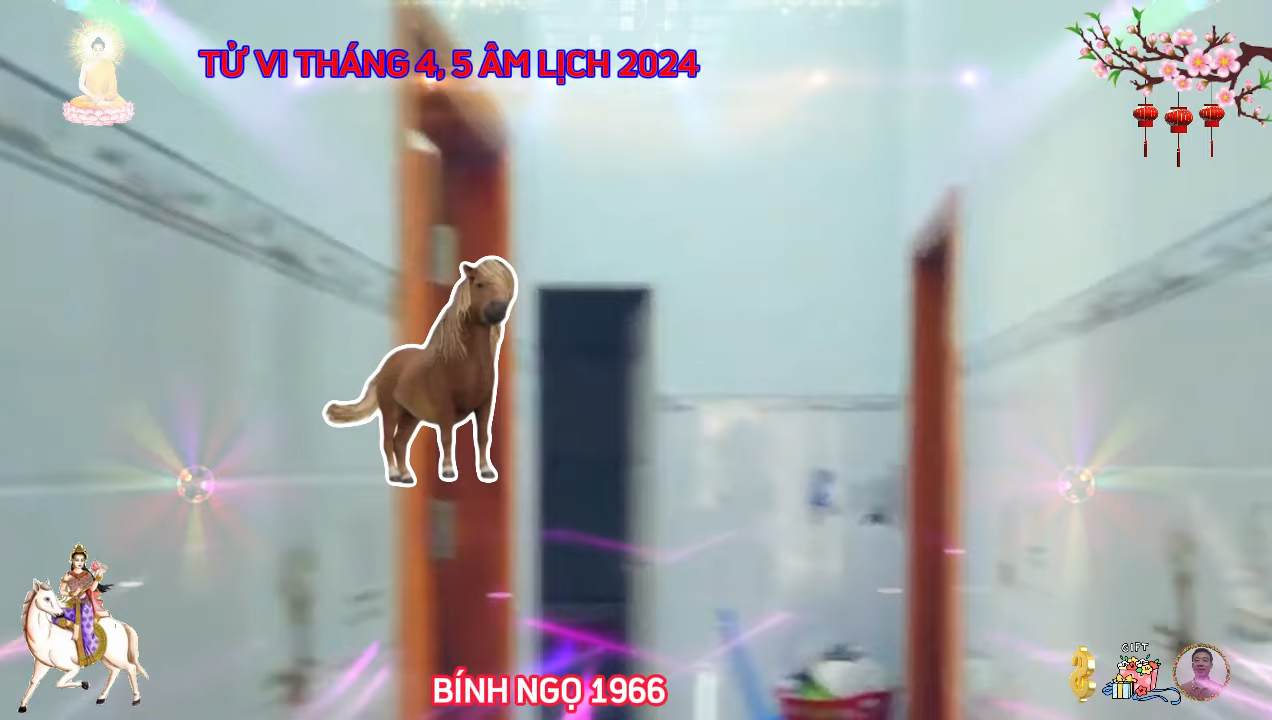 TỬ VI THÁNG 4, 5 ÂM LỊCH 2024
GIFT
BÍNH NGỌ 1966